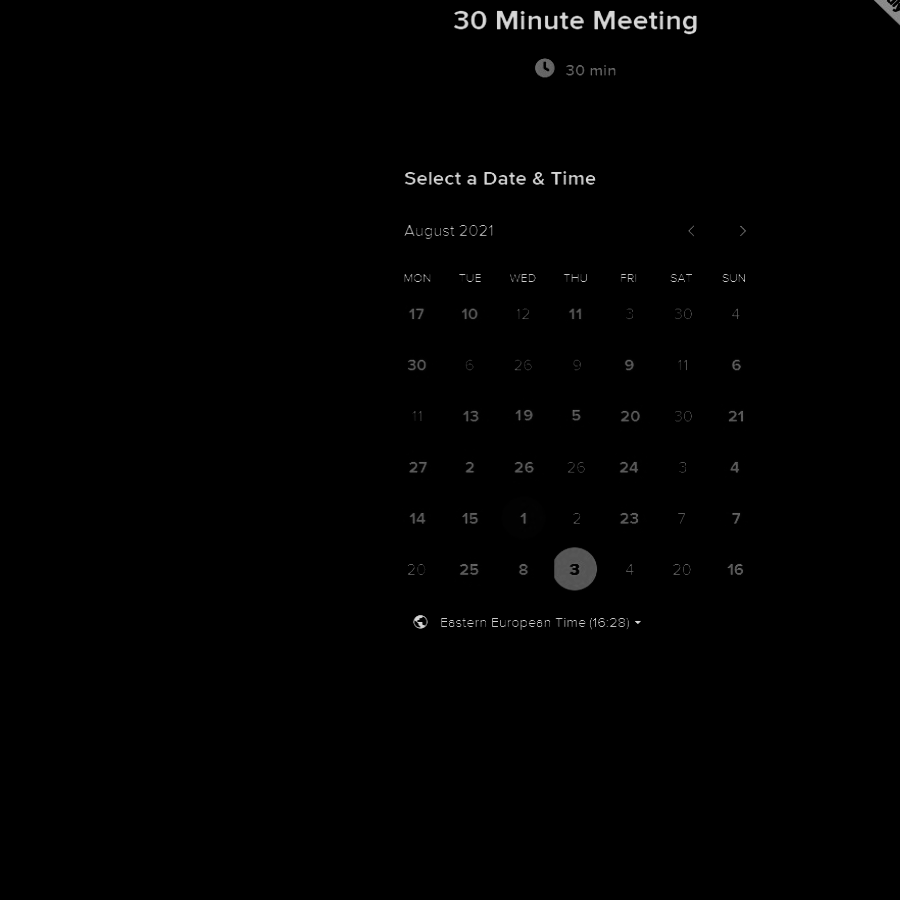 30 Minute Meeting
30 min
Select a Date & Time
August 2021
MON TUE WED THU FRI SAT SUN
17 10 12 11 3 30 4
30 6 26 9 9 11 6
11 13 19 5 20 30 21
27 2 26 26 24 3 4
14 15 1 2 23 7 7
20 25 8 3 4 20 16
Eastern European Time (16:28)